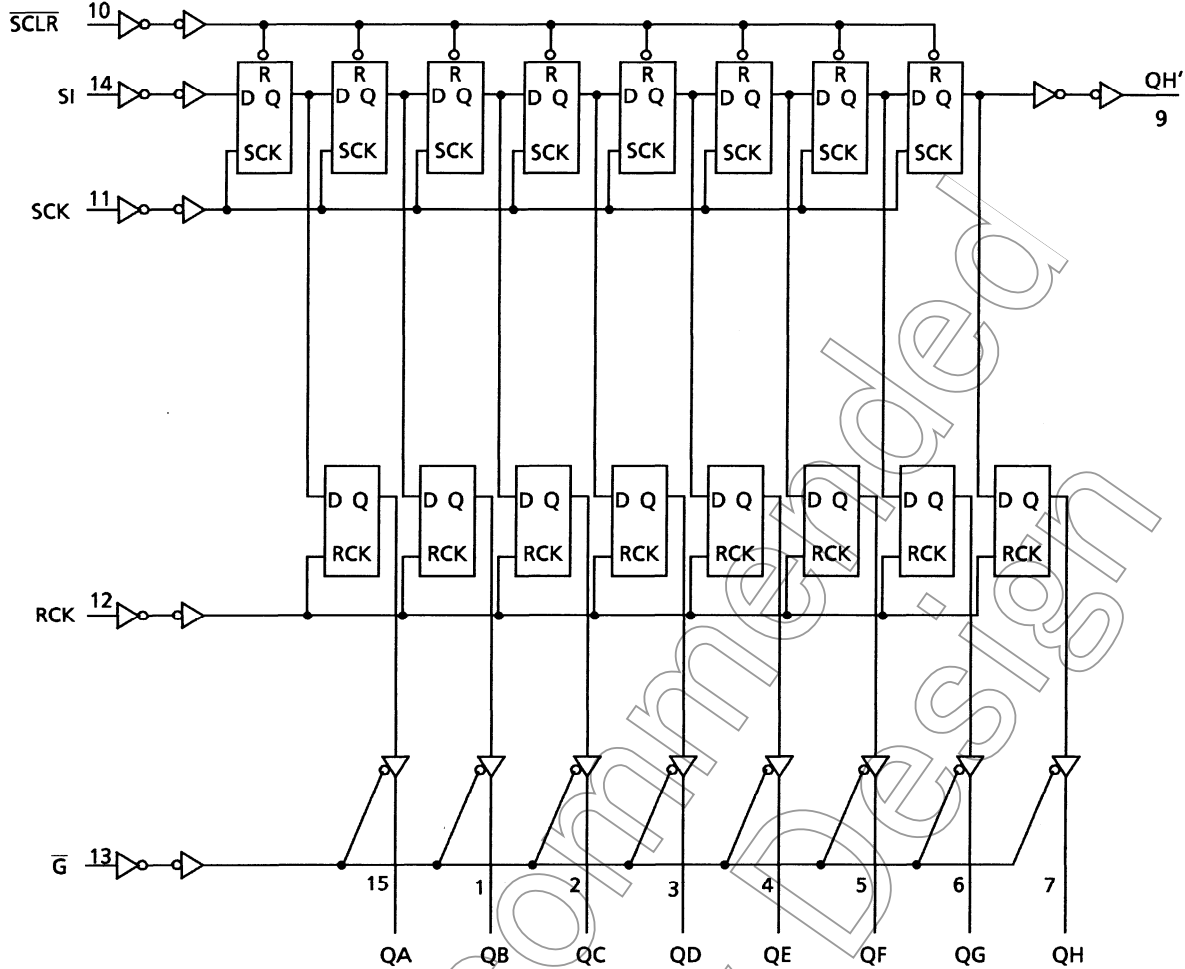 S̅C̅L̅R̅ 10
R R R R R R R R
SI 14 D Q D Q D Q D Q D Q D Q D Q D Q QH' 9
SCK SCK SCK SCK SCK SCK SCK SCK
SCK 11
D Q D Q D Q D Q D Q D Q D Q D Q
RCK RCK RCK RCK RCK RCK RCK RCK
RCK 12
G̅ 13
15 1 2 3 4 5 6 7
QA QB QC QD QE QF QG QH
ommended
Design